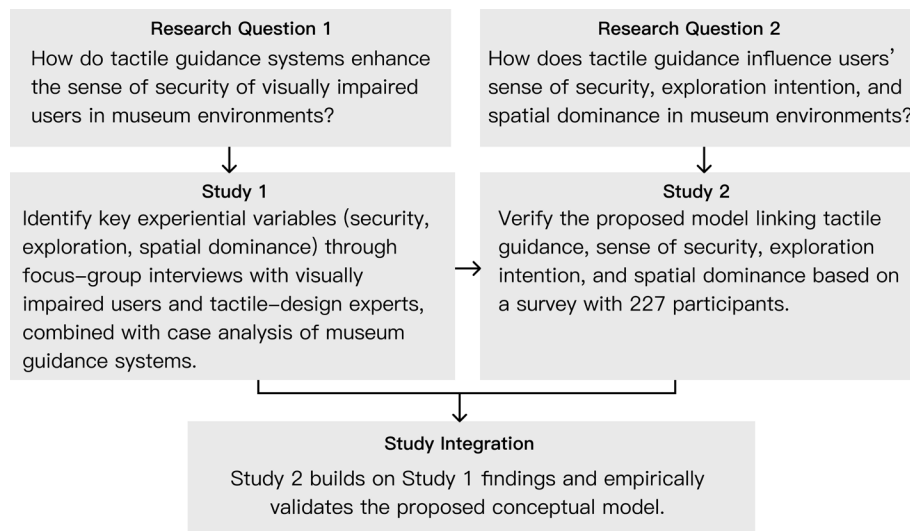 Research Question 1
How do tactile guidance systems enhance
the sense of security of visually impaired
users in museum environments?
Research Question 2
How does tactile guidance influence users'
sense of security, exploration intention, and
spatial dominance in museum environments?
Study 1
Identify key experiential variables (security,
exploration, spatial dominance) through
focus-group interviews with visually
impaired users and tactile-design experts,
combined with case analysis of museum
guidance systems.
Study 2
Verify the proposed model linking tactile
guidance, sense of security, exploration
intention, and spatial dominance based on
a survey with 227 participants.
Study Integration
Study 2 builds on Study 1 findings and empirically
validates the proposed conceptual model.